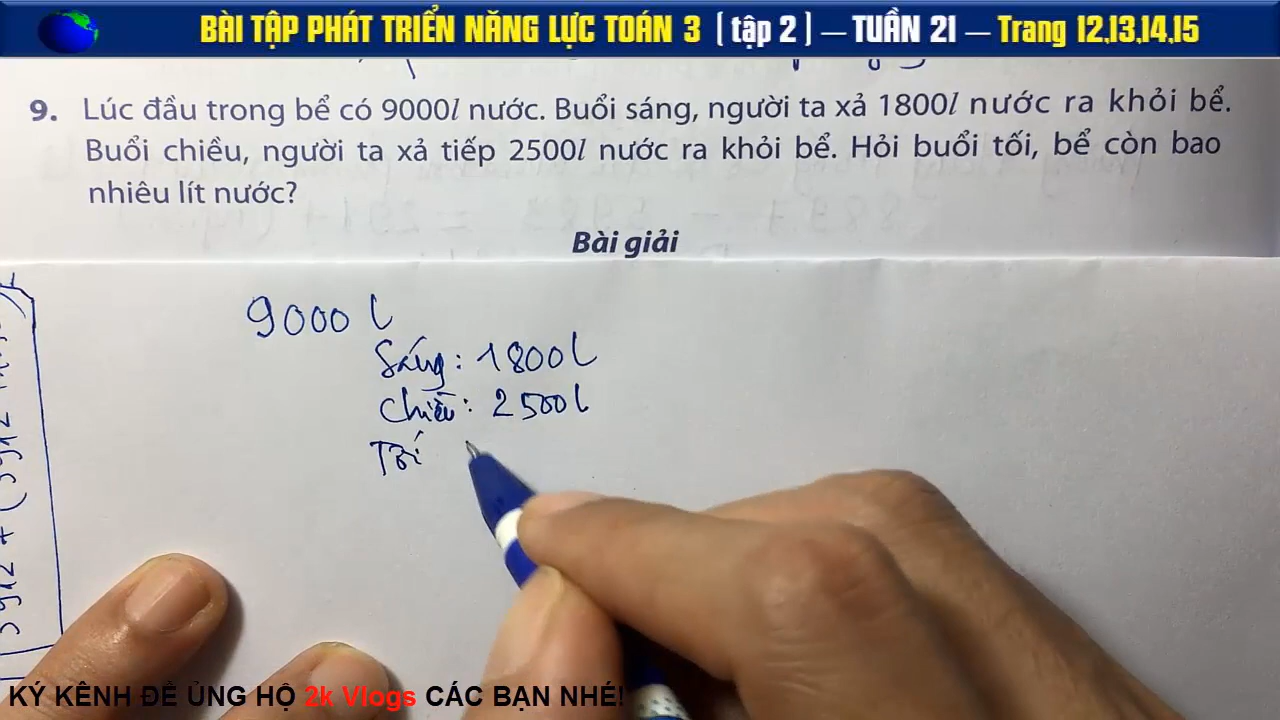 BÀI TẬP PHÁT TRIỂN NĂNG LỰC TOÁN 3 ( tập 2 ) – TUẦN 21 – Trang 12,13,14,15
9. Lúc đầu trong bể có 9000l nước. Buổi sáng, người ta xả 1800l nước ra khỏi bể.
Buổi chiều, người ta xả tiếp 2500l nước ra khỏi bể. Hỏi buổi tối, bể còn bao
nhiêu lít nước?
Bài giải
9000 l
Sáng: 1800l
Chiều: 2500l
Tối
KÝ KÊNH ĐỀ ỦNG HỘ 2k Vlogs CÁC BẠN NHÉ!